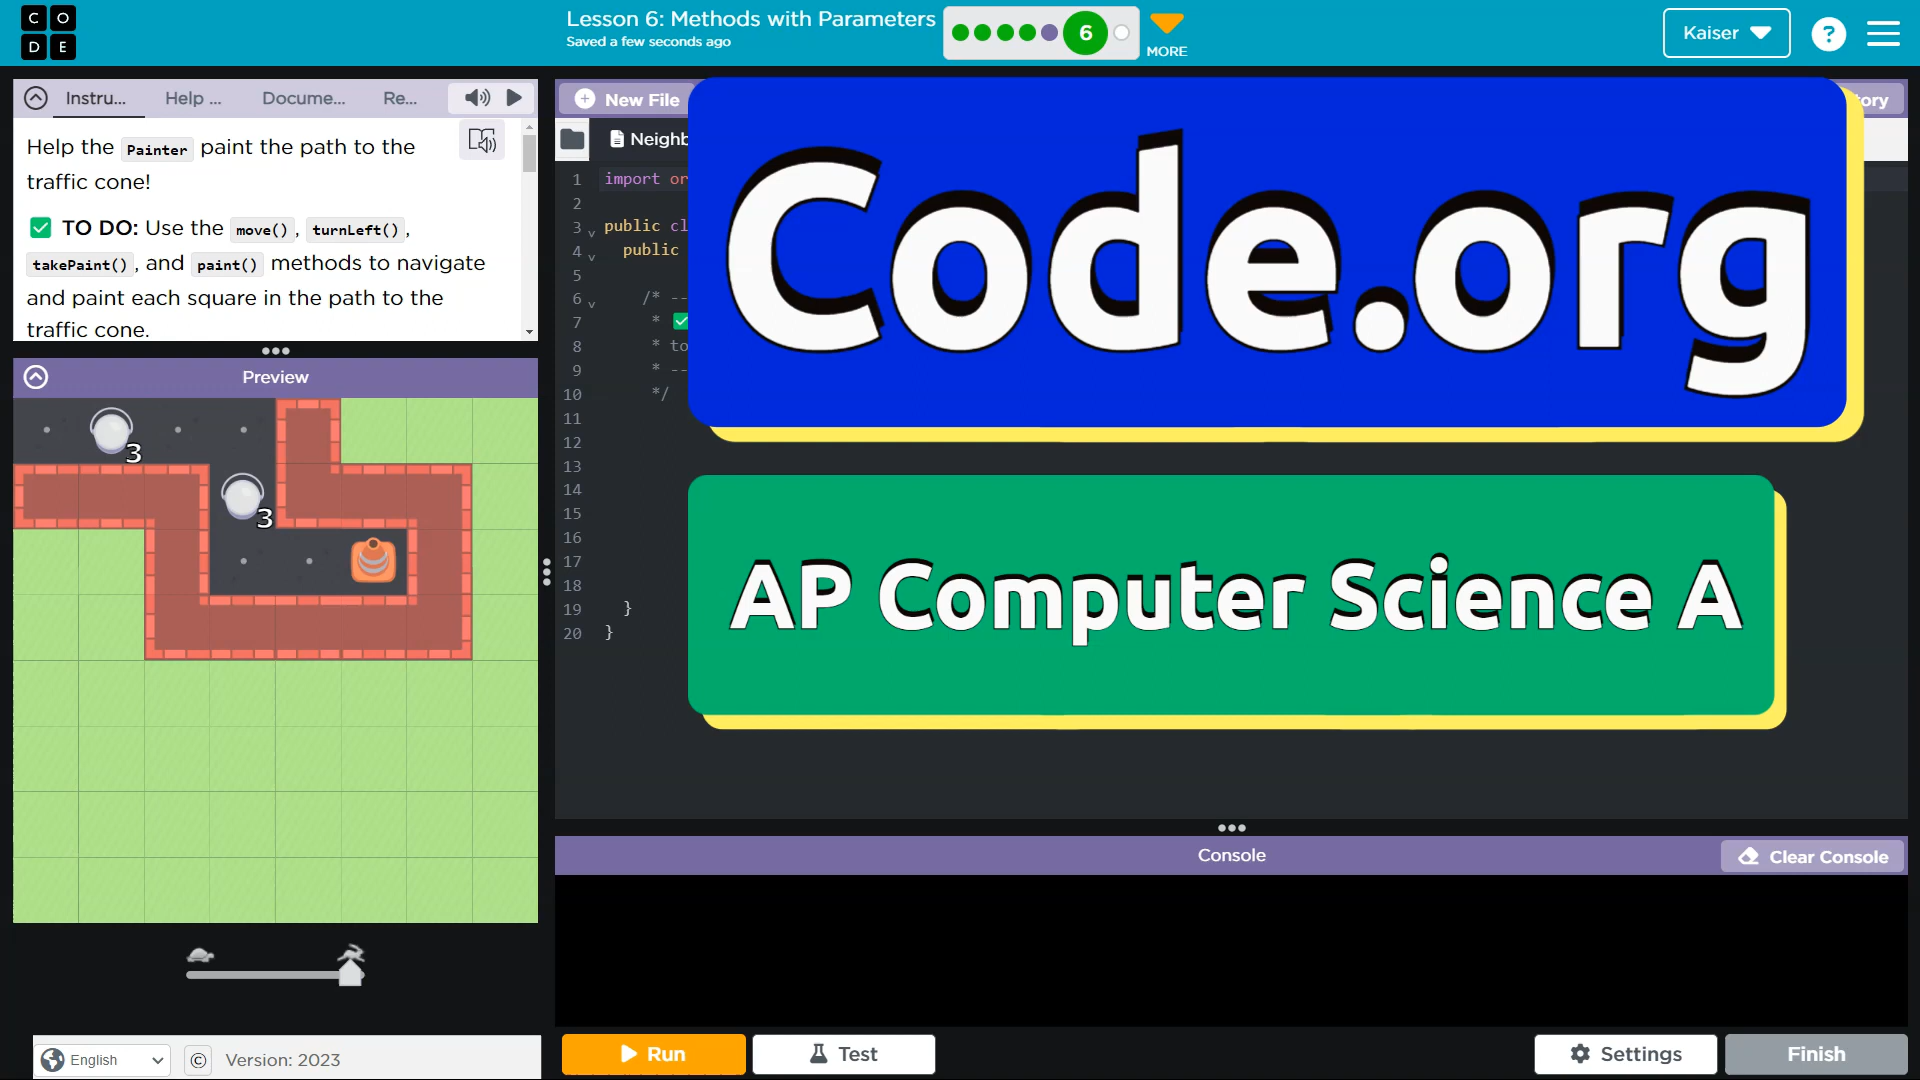 CODE
Lesson 6: Methods with Parameters
Saved a few seconds ago
6
MORE
Kaiser
?
Instru...
Help ...
Docume...
Re...
Help the Painter paint the path to the
traffic cone!
TO DO: Use the move(), turnLeft(),
takePaint(), and paint() methods to navigate
and paint each square in the path to the
traffic cone.
Preview
3
3
English
©
Version: 2023
New File
ory
Neighb
1 import or
2
3 public cl
4 public
5
6 /* --
7 *
8 * to
9 * --
10 */
11
12
13
14
15
16
17
18
19 }
20 }
Code.org
AP Computer Science A
Console
Clear Console
Run
Test
Settings
Finish